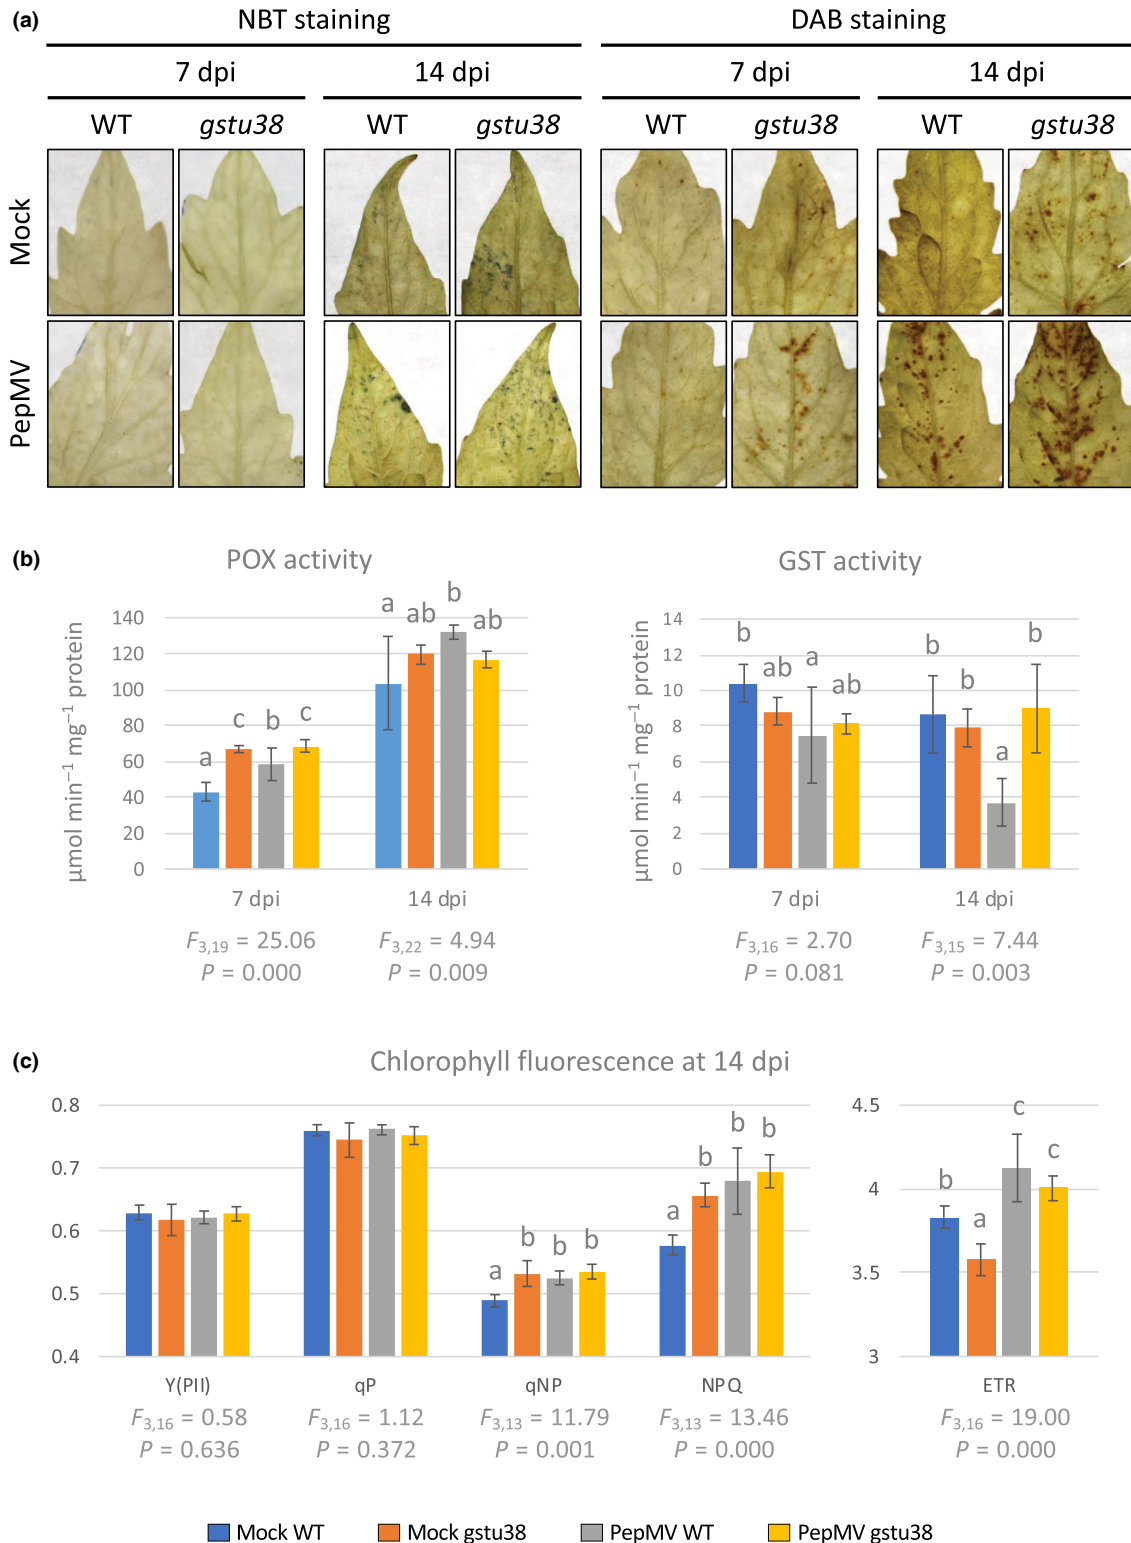 (a) NBT staining DAB staining
7 dpi 14 dpi 7 dpi 14 dpi
WT gstu38 WT gstu38 WT gstu38 WT gstu38
Mock
PepMV
(b) POX activity GST activity
µmol min⁻¹ mg⁻¹ protein
140
120
100
80
60
40
20
0
a c b c
a ab b ab
7 dpi 14 dpi
F3,19 = 25.06 F3,22 = 4.94
P = 0.000 P = 0.009
µmol min⁻¹ mg⁻¹ protein
14
12
10
8
6
4
2
0
b ab a ab
b b a b
7 dpi 14 dpi
F3,16 = 2.70 F3,15 = 7.44
P = 0.081 P = 0.003
(c) Chlorophyll fluorescence at 14 dpi
0.8
0.7
0.6
0.5
0.4
a b b b
a b b b
Y(PII) qP qNP NPQ
F3,16 = 0.58 F3,16 = 1.12 F3,13 = 11.79 F3,13 = 13.46
P = 0.636 P = 0.372 P = 0.001 P = 0.000
4.5
4
3.5
3
b a c c
ETR
F3,16 = 19.00
P = 0.000
Mock WT Mock gstu38 PepMV WT PepMV gstu38